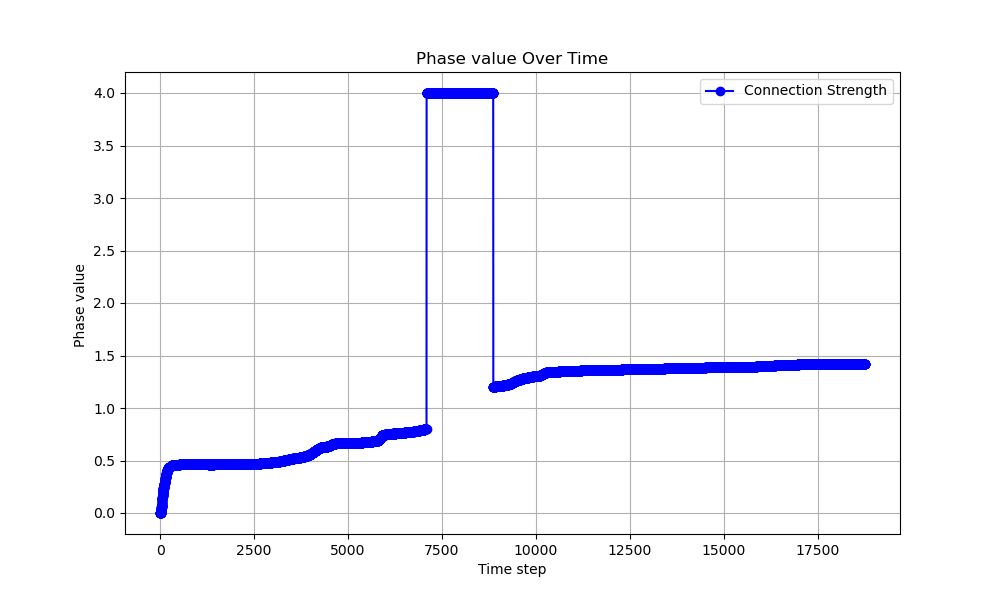 Phase value Over Time
Connection Strength
Phase value
4.0
3.5
3.0
2.5
2.0
1.5
1.0
0.5
0.0
0 2500 5000 7500 10000 12500 15000 17500
Time step